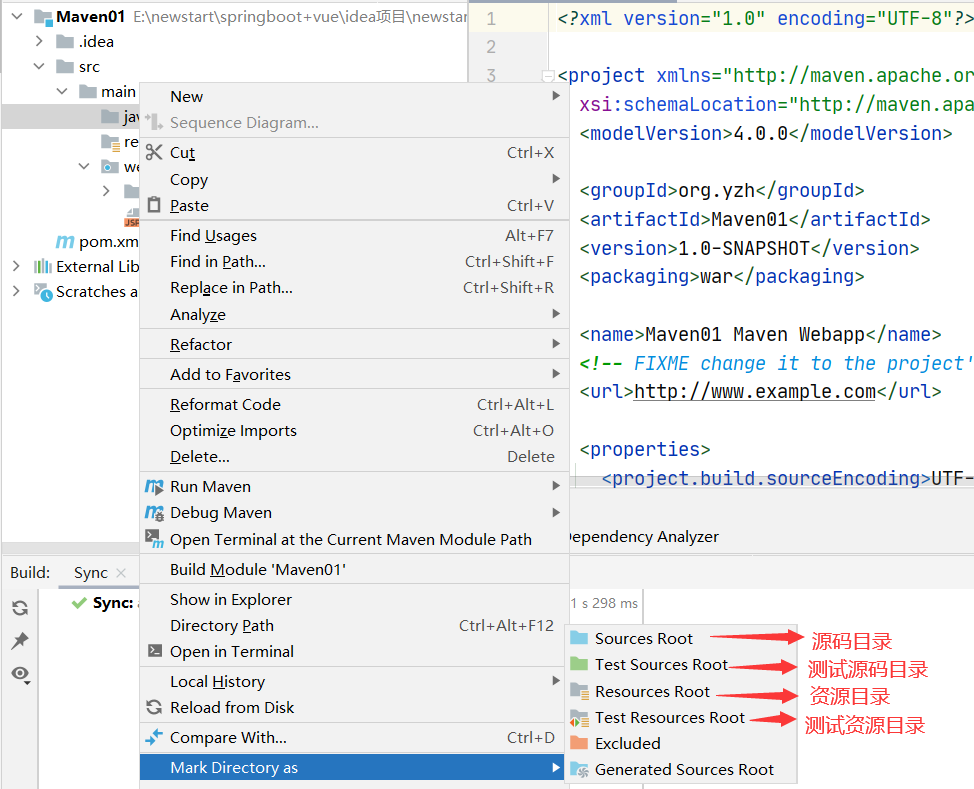 Maven01 E:\newstart\springboot+vue\idea项目\newstar
.idea
src
main
jav
re
we
JSP
pom.xm
External Lib
Scratches a
1 <?xml version="1.0" encoding="UTF-8"?>
2
3 <project xmlns="http://maven.apache.or
xsi:schemaLocation="http://maven.apa
<modelVersion>4.0.0</modelVersion>
<groupId>org.yzh</groupId>
<artifactId>Maven01</artifactId>
<version>1.0-SNAPSHOT</version>
<packaging>war</packaging>
<name>Maven01 Maven Webapp</name>
<!-- FIXME change it to the project'
<url>http://www.example.com</url>
<properties>
<project.build.sourceEncoding>UTF-
Dependency Analyzer
New
Sequence Diagram...
Cut Ctrl+X
Copy
Paste Ctrl+V
Find Usages Alt+F7
Find in Path... Ctrl+Shift+F
Replace in Path... Ctrl+Shift+R
Analyze
Refactor
Add to Favorites
Reformat Code Ctrl+Alt+L
Optimize Imports Ctrl+Alt+O
Delete... Delete
Run Maven
Debug Maven
Open Terminal at the Current Maven Module Path
Build Module 'Maven01'
Show in Explorer
Directory Path Ctrl+Alt+F12
Open in Terminal
Local History
Reload from Disk
Compare With... Ctrl+D
Mark Directory as
Build: Sync
Sync: 1 s 298 ms
Sources Root 源码目录
Test Sources Root 测试源码目录
Resources Root 资源目录
Test Resources Root 测试资源目录
Excluded
Generated Sources Root